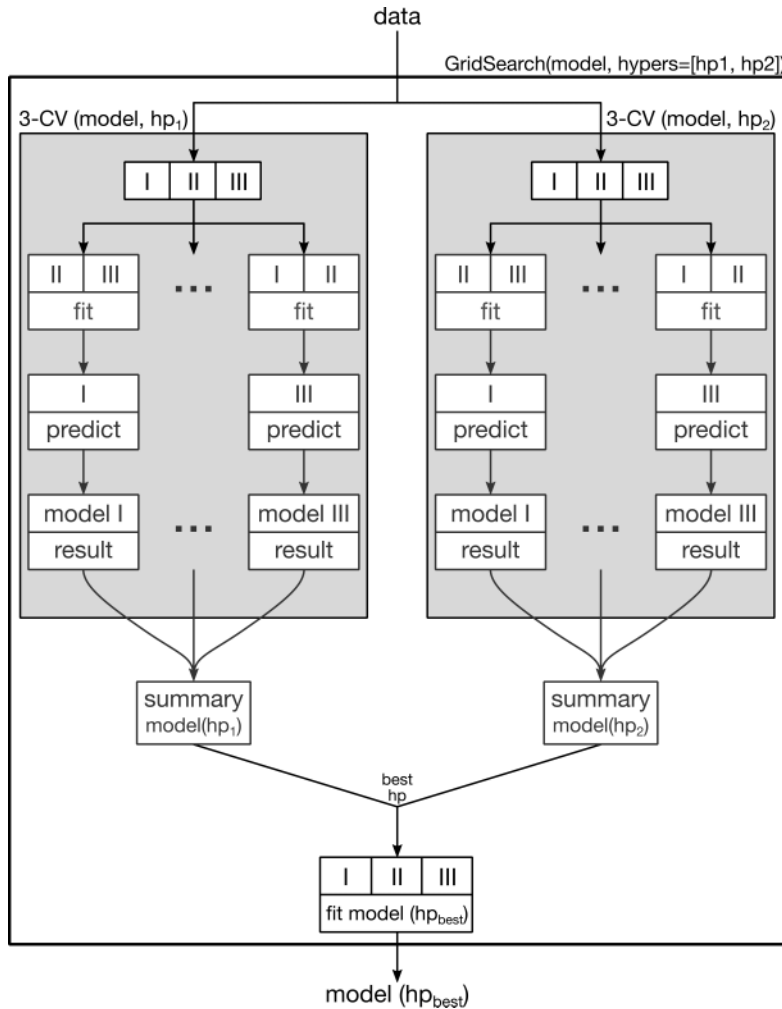 data
GridSearch(model, hypers=[hp1, hp2])
3-CV (model, hp₁)
3-CV (model, hp₂)
I II III
I II III
II III
...
I II
II III
...
I II
fit
fit
fit
fit
I
III
I
III
predict
predict
predict
predict
model I
...
model III
model I
...
model III
result
result
result
result
summary
model(hp₁)
summary
model(hp₂)
best
hp
I II III
fit model (hp_best)
model (hp_best)